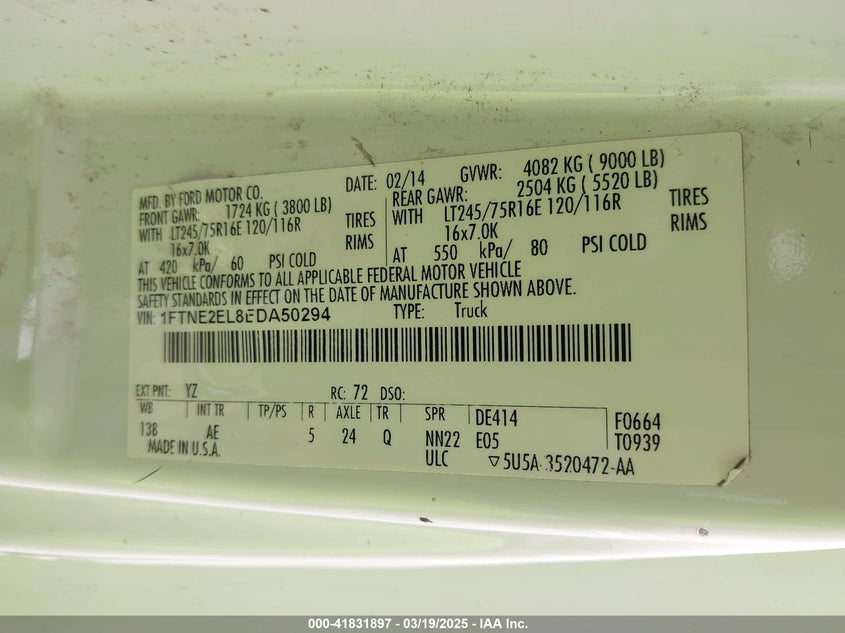 MFD. BY FORD MOTOR CO.
DATE: 02/14 GVWR: 4082 KG ( 9000 LB)
FRONT GAWR: 1724 KG ( 3800 LB)
WITH LT245/75R16E 120/116R TIRES
16x7.0K RIMS
AT 420 kPa/ 60 PSI COLD
REAR GAWR: 2504 KG ( 5520 LB)
WITH LT245/75R16E 120/116R TIRES
16x7.0K RIMS
AT 550 kPa/ 80 PSI COLD
THIS VEHICLE CONFORMS TO ALL APPLICABLE FEDERAL MOTOR VEHICLE
SAFETY STANDARDS IN EFFECT ON THE DATE OF MANUFACTURE SHOWN ABOVE.
VIN: 1FTNE2EL8EDA50294 TYPE: Truck
EXT PNT: YZ RC: 72 DSO:
WB INT TR TP/PS R AXLE TR SPR DE414 F0664
138 AE 5 24 Q NN22 E05 T0939
MADE IN U.S.A. ULC ▽5U5A-3520472-AA
000-41831897 - 03/19/2025 - IAA Inc.